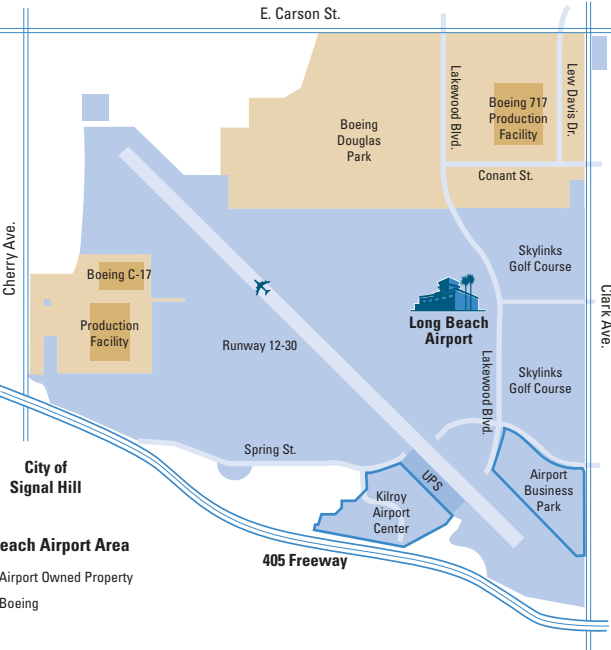 E. Carson St.
Lakewood Blvd.
Lew Davis Dr.
Boeing 717
Production
Facility
Boeing
Douglas
Park
Conant St.
Cherry Ave.
Skylinks
Golf Course
Boeing C-17
Production
Facility
Long Beach
Airport
Clark Ave.
Runway 12-30
Lakewood Blvd.
Skylinks
Golf Course
Spring St.
City of
Signal Hill
UPS
Airport
Business
Park
Kilroy
Airport
Center
each Airport Area
405 Freeway
Airport Owned Property
Boeing